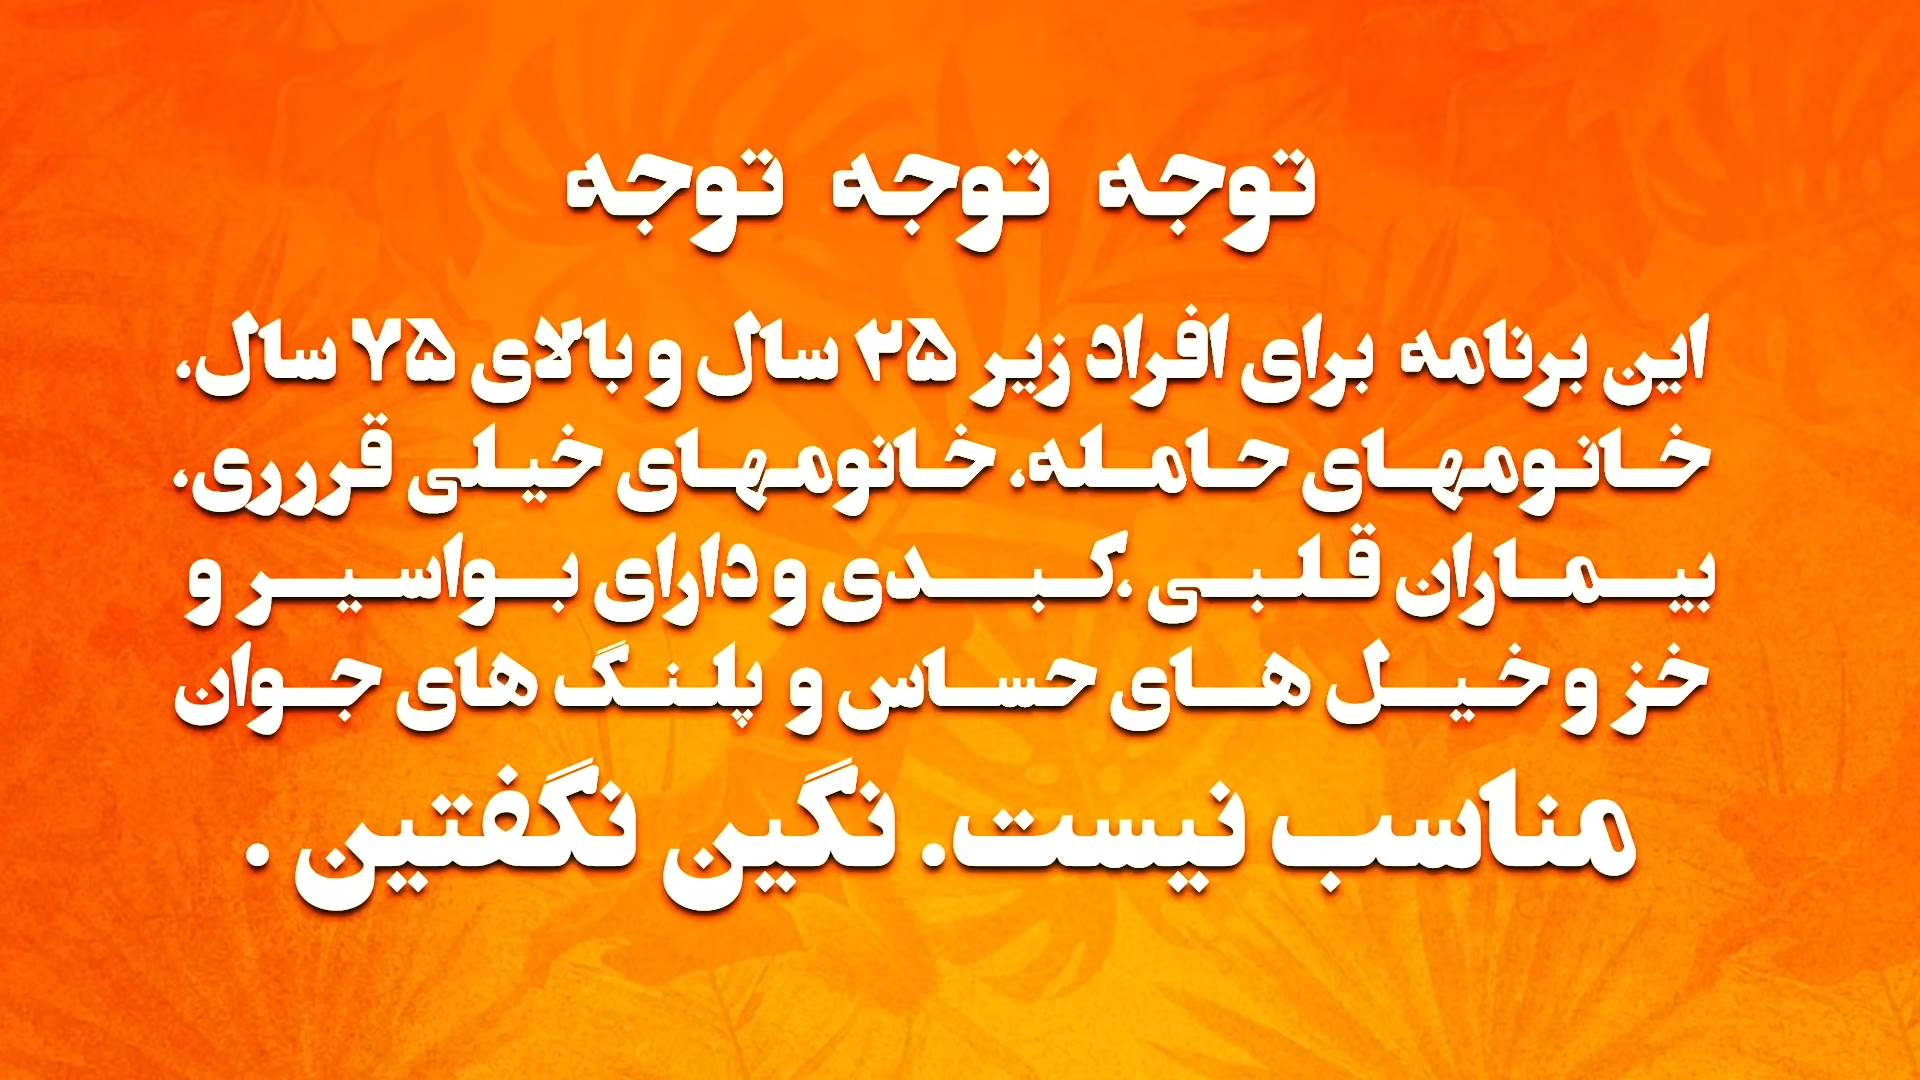 توجه توجه توجه
این برنامه برای افراد زیر ۲۵ سال و بالای ۷۵ سال،
خانومهای حامله، خانومهای خیلی قررری،
بیماران قلبی ،کبدی و دارای بواسیر و
خز و خیل های حساس و پلنگ های جوان
مناسب نیست. نگین نگفتین .